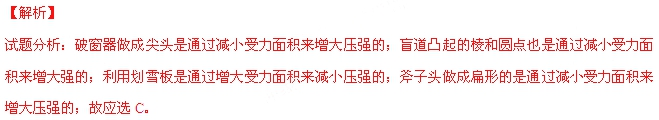 【解析】
试题分析：破窗器做成尖头是通过减小受力面积来增大压强的；盲道凸起的棱和圆点也是通过减小受力面
积来增大强的；利用划雪板是通过增大受力面积来减小压强的；斧子头做成扁形的是通过减小受力面积来
增大压强的；故应选 C。